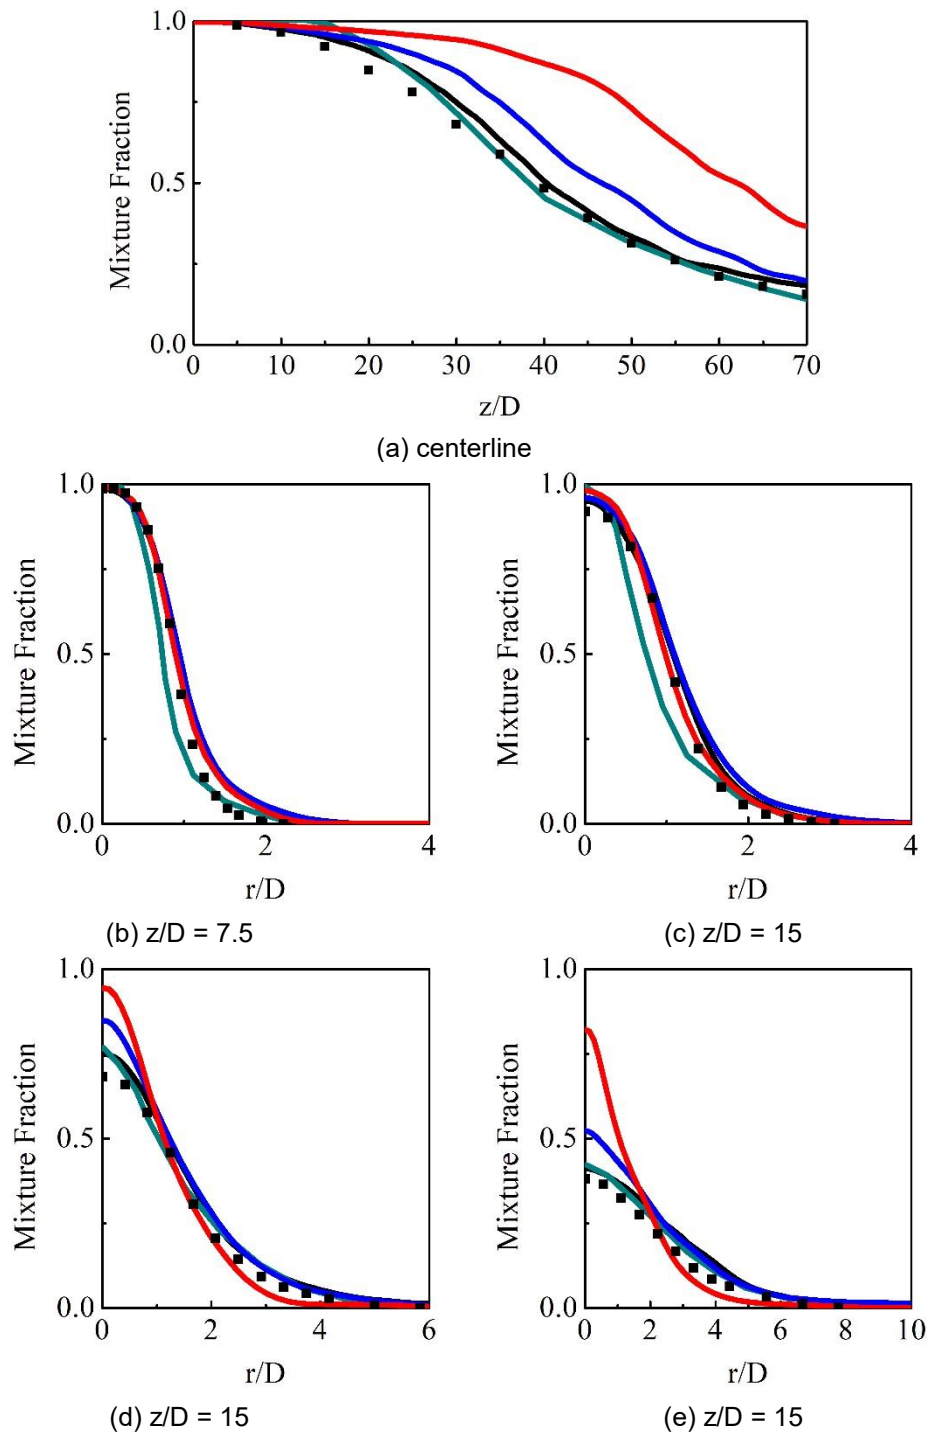 1.0
Mixture Fraction
0.5
0.0
0 10 20 30 40 50 60 70
z/D
(a) centerline
1.0
Mixture Fraction
0.5
0.0
0 2 4
r/D
(b) z/D = 7.5
1.0
Mixture Fraction
0.5
0.0
0 2 4
r/D
(c) z/D = 15
1.0
Mixture Fraction
0.5
0.0
0 2 4 6
r/D
(d) z/D = 15
1.0
Mixture Fraction
0.5
0.0
0 2 4 6 8 10
r/D
(e) z/D = 15